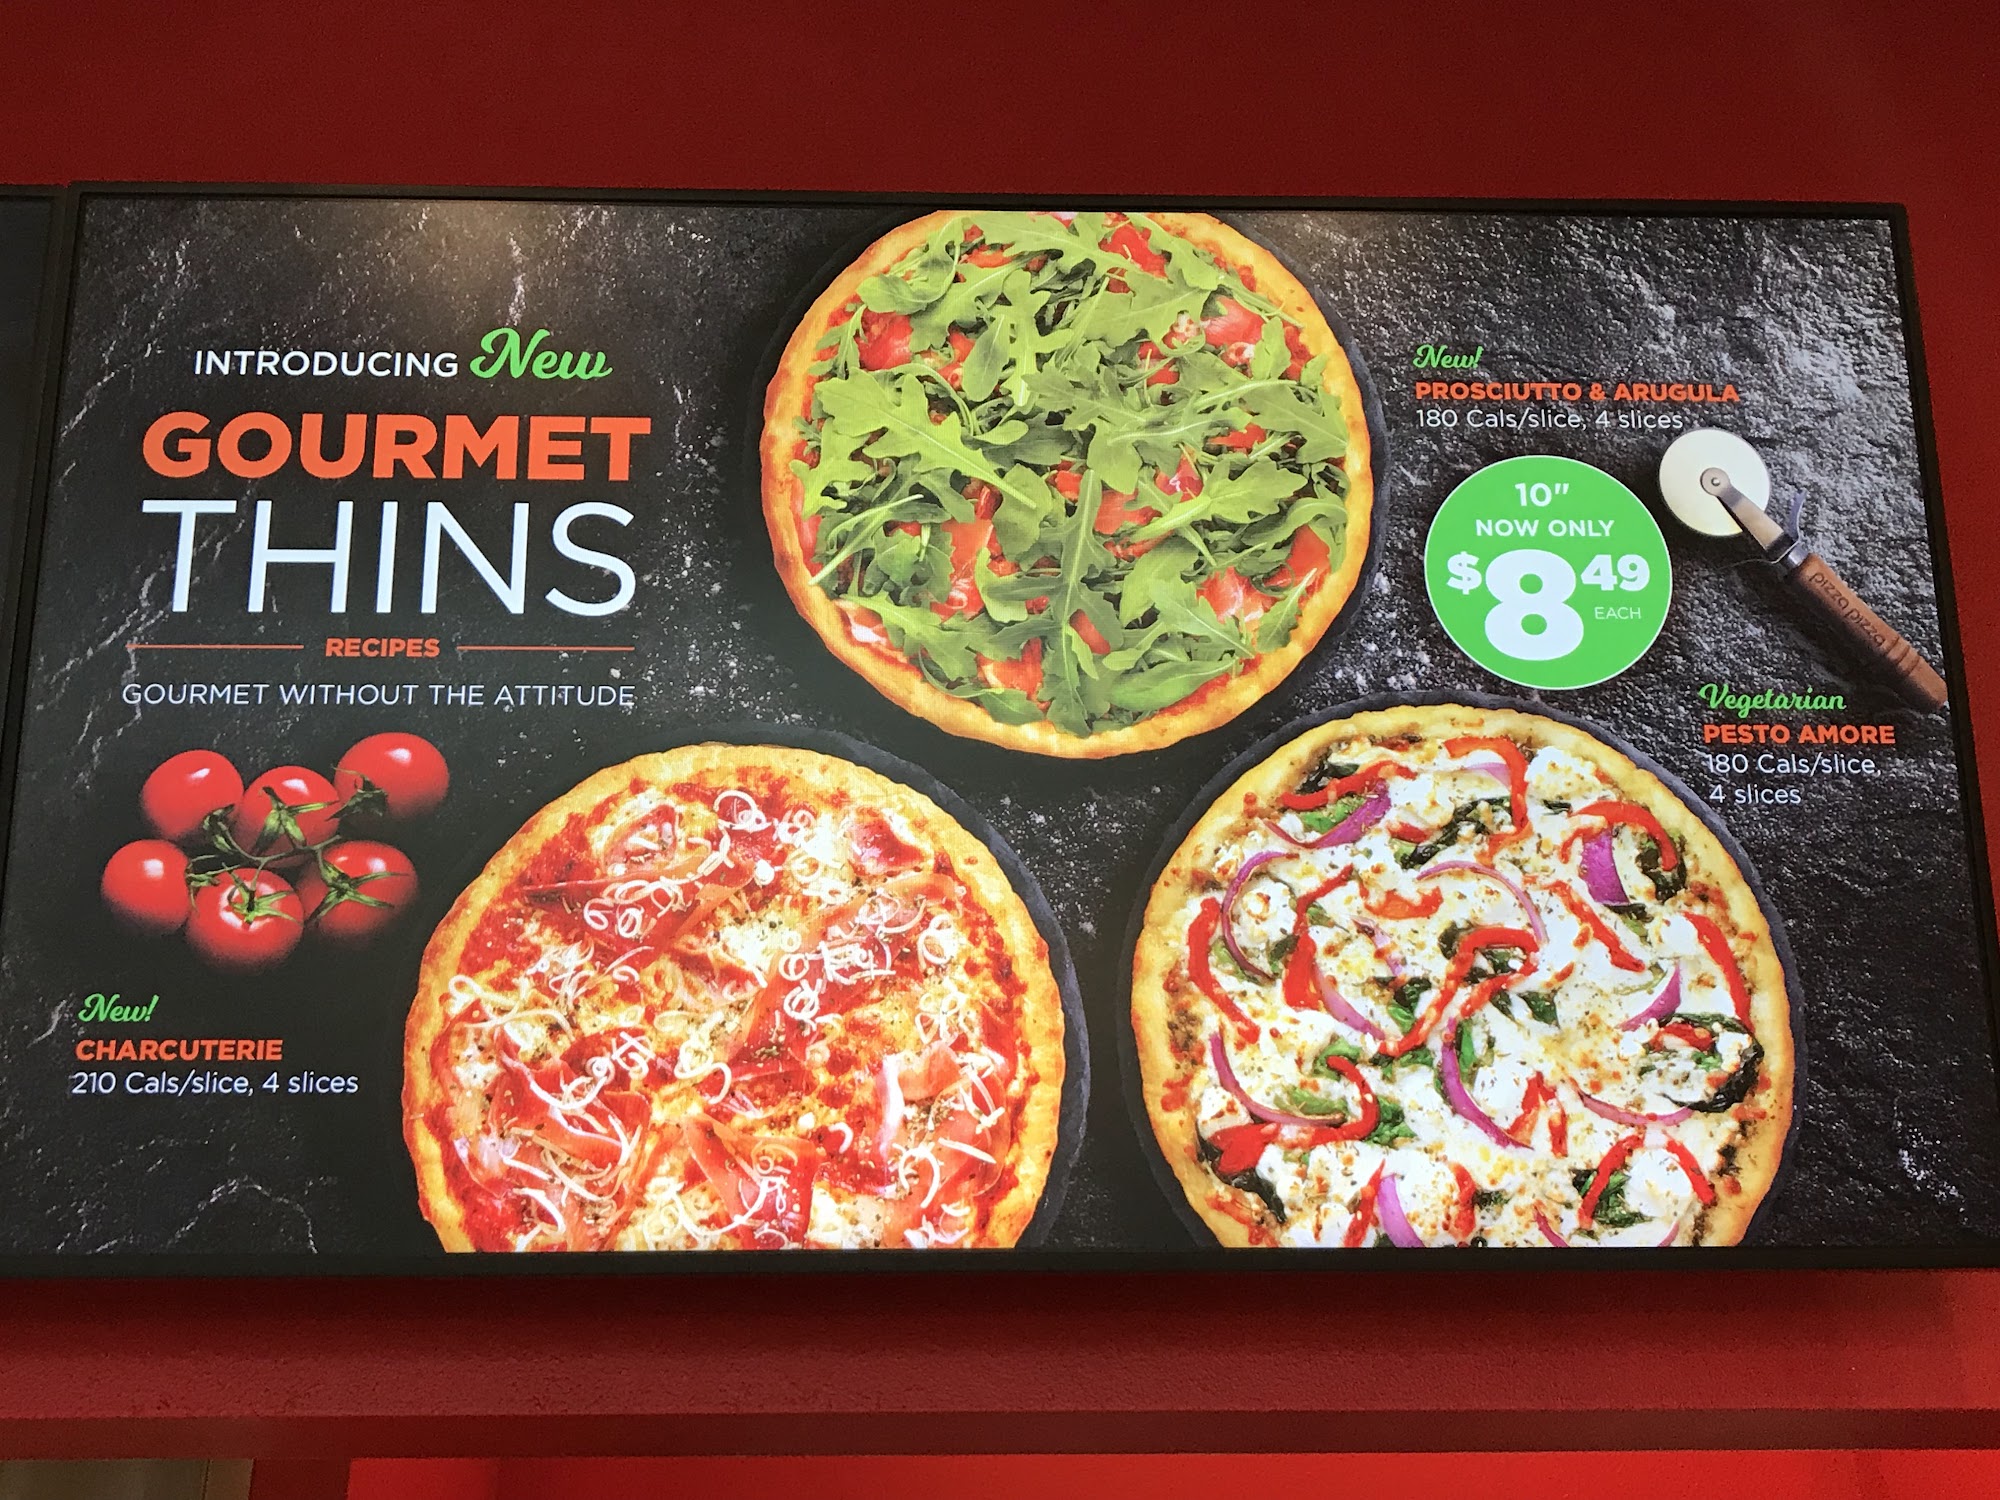 INTRODUCING New
GOURMET
THINS
RECIPES
GOURMET WITHOUT THE ATTITUDE
New!
PROSCIUTTO & ARUGULA
180 Cals/slice, 4 slices
10"
NOW ONLY
$8.49
EACH
pizza pizza
Vegetarian
PESTO AMORE
180 Cals/slice,
4 slices
New!
CHARCUTERIE
210 Cals/slice, 4 slices